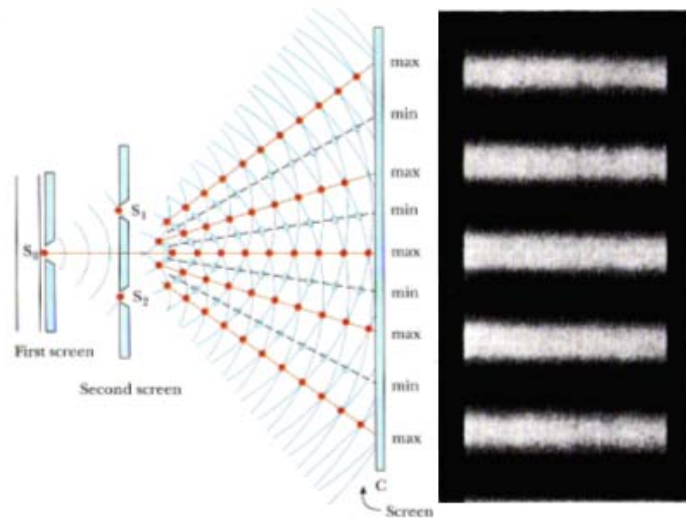 max
min
max
S₁
min
S₀
max
min
S₂
max
First screen
min
Second screen
max
C
Screen